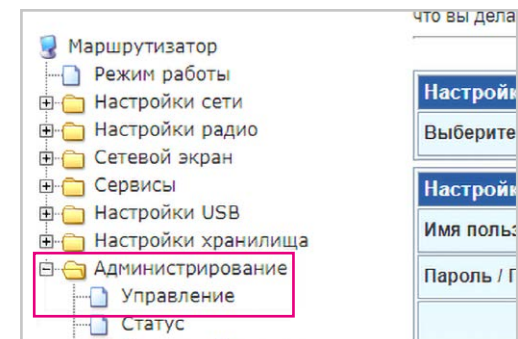 что вы дела
Маршрутизатор
Режим работы
Настройки сети
Настройки радио
Сетевой экран
Сервисы
Настройки USB
Настройки хранилища
Администрирование
Управление
Статус
Настройк
Выберите
Настройк
Имя польз
Пароль / Г